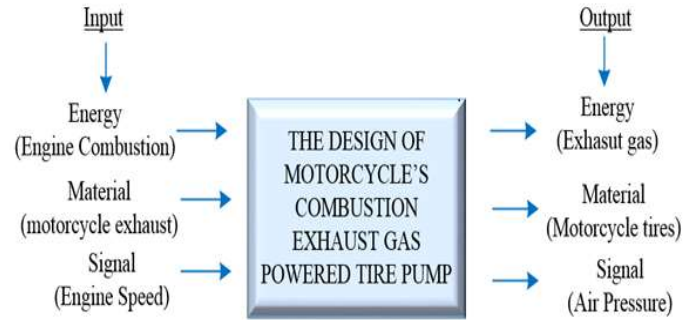 Input
Output
Energy
(Engine Combustion)
Material
(motorcycle exhaust)
Signal
(Engine Speed)
THE DESIGN OF
MOTORCYCLE'S
COMBUSTION
EXHAUST GAS
POWERED TIRE PUMP
Energy
(Exhasut gas)
Material
(Motorcycle tires)
Signal
(Air Pressure)